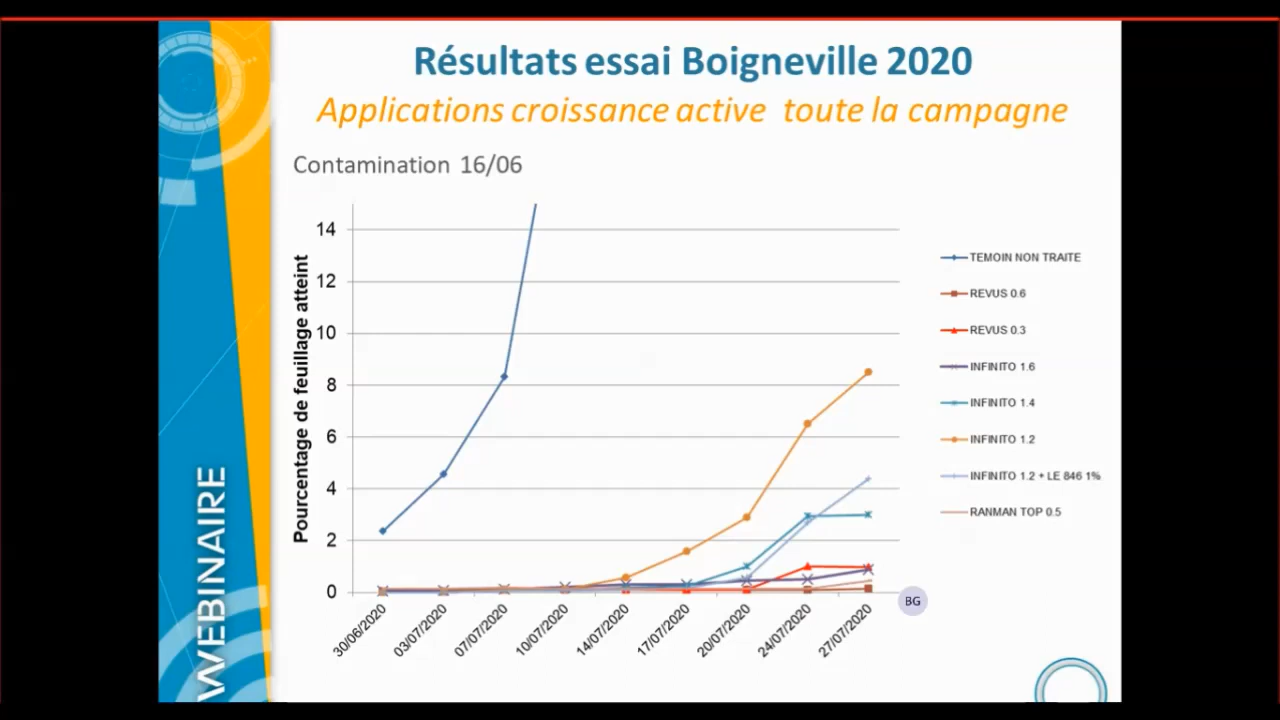 Résultats essai Boigneville 2020
Applications croissance active toute la campagne
Contamination 16/06
Pourcentage de feuillage atteint
14
12
10
8
6
4
2
0
30/06/2020
03/07/2020
07/07/2020
10/07/2020
14/07/2020
17/07/2020
20/07/2020
24/07/2020
27/07/2020
TEMOIN NON TRAITE
REVUS 0.6
REVUS 0.3
INFINITO 1.6
INFINITO 1.4
INFINITO 1.2
INFINITO 1.2 + LE 846 1%
RANMAN TOP 0.5
BG
WEBINAIRE